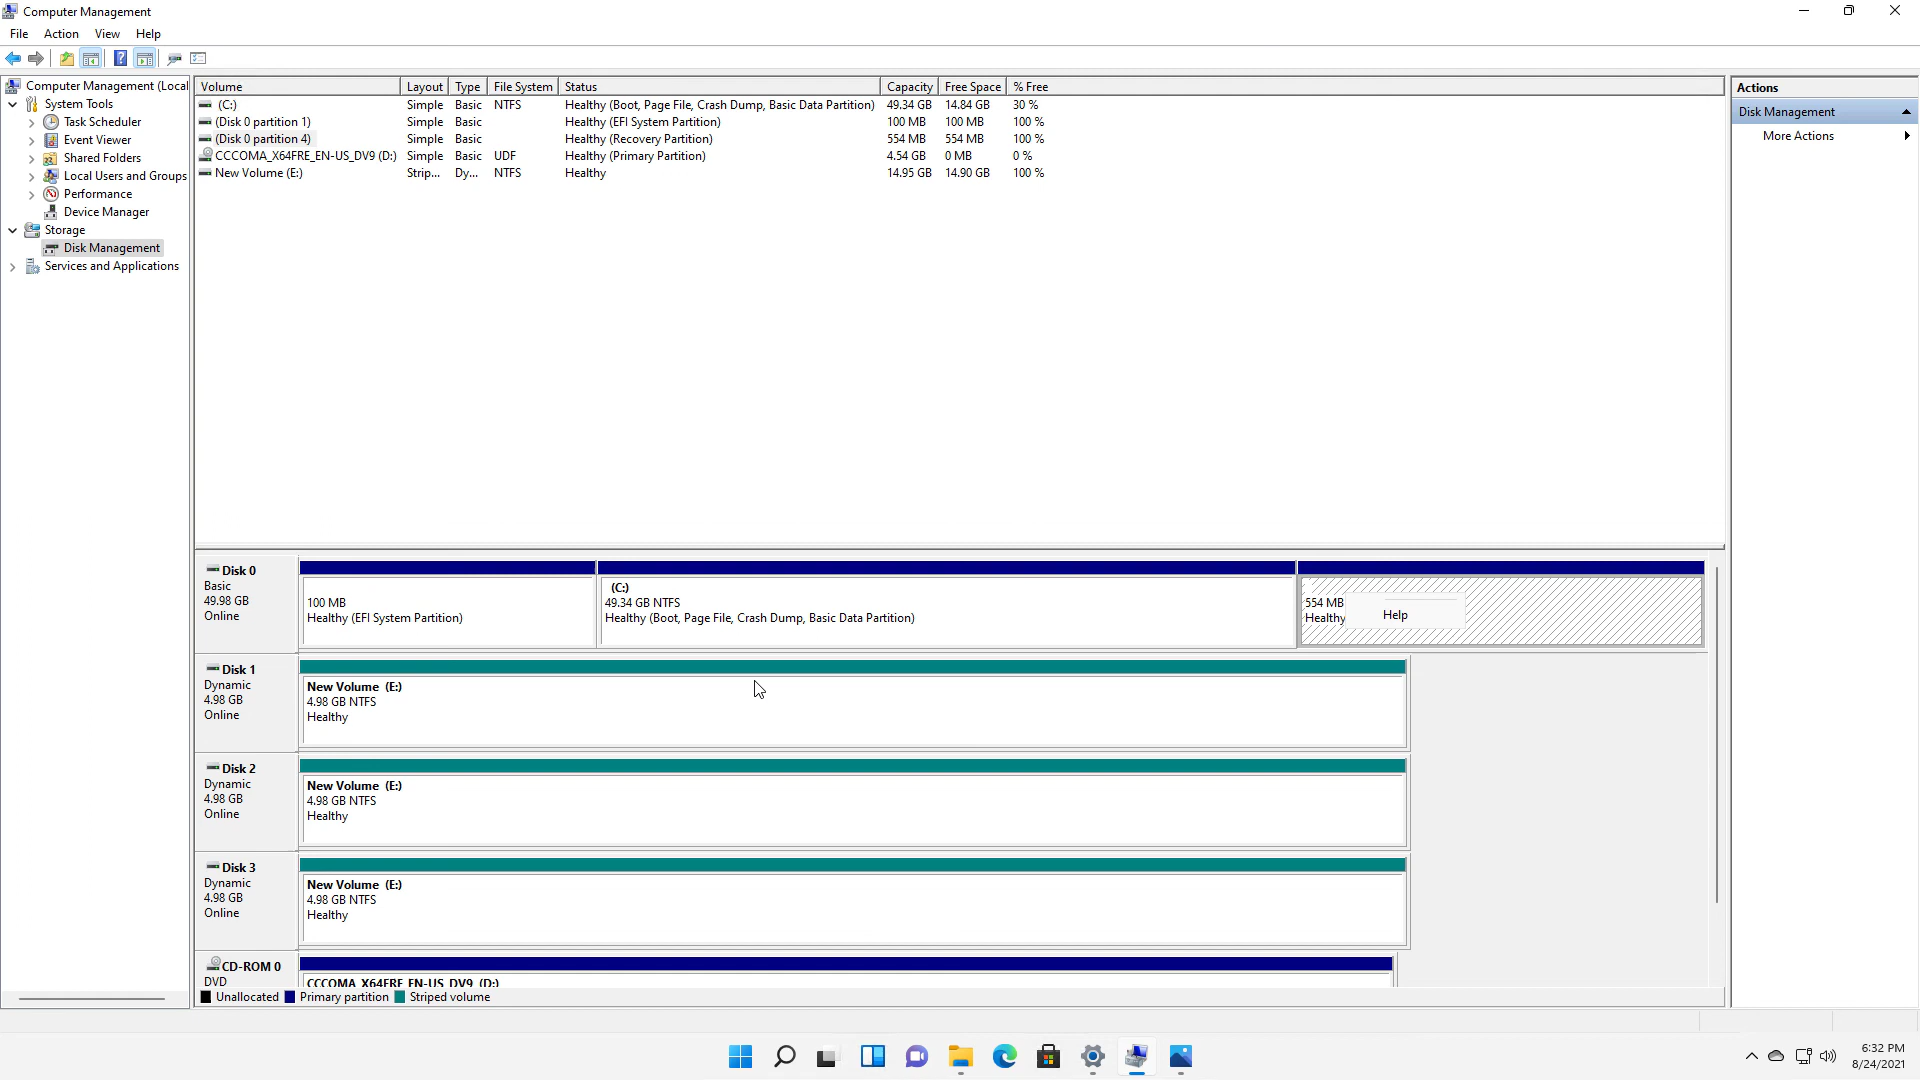 Computer Management
File Action View Help
Computer Management (Local
System Tools
Task Scheduler
Event Viewer
Shared Folders
Local Users and Groups
Performance
Device Manager
Storage
Disk Management
Services and Applications
Volume Layout Type File System Status Capacity Free Space % Free
(C:) Simple Basic NTFS Healthy (Boot, Page File, Crash Dump, Basic Data Partition) 49.34 GB 14.84 GB 30 %
(Disk 0 partition 1) Simple Basic Healthy (EFI System Partition) 100 MB 100 MB 100 %
(Disk 0 partition 4) Simple Basic Healthy (Recovery Partition) 554 MB 554 MB 100 %
CCCOMA_X64FRE_EN-US_DV9 (D:) Simple Basic UDF Healthy (Primary Partition) 4.54 GB 0 MB 0 %
New Volume (E:) Strip... Dy... NTFS Healthy 14.95 GB 14.90 GB 100 %
Actions
Disk Management
More Actions
Disk 0
Basic
49.98 GB
Online
100 MB
Healthy (EFI System Partition)
(C:)
49.34 GB NTFS
Healthy (Boot, Page File, Crash Dump, Basic Data Partition)
554 MB
Healthy
Help
Disk 1
Dynamic
4.98 GB
Online
New Volume (E:)
4.98 GB NTFS
Healthy
Disk 2
Dynamic
4.98 GB
Online
New Volume (E:)
4.98 GB NTFS
Healthy
Disk 3
Dynamic
4.98 GB
Online
New Volume (E:)
4.98 GB NTFS
Healthy
CD-ROM 0
DVD
CCCOMA_X64FRE_EN-US_DV9 (D:)
Unallocated Primary partition Striped volume
6:32 PM
8/24/2021